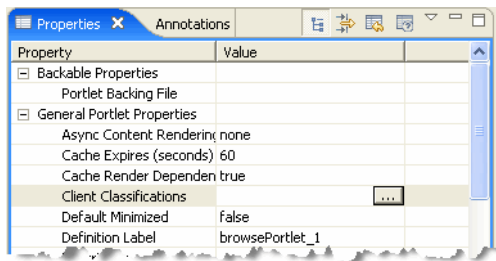 Properties Annotations
Property Value
Backable Properties
Portlet Backing File
General Portlet Properties
Async Content Rendering none
Cache Expires (seconds) 60
Cache Render Dependen true
Client Classifications ...
Default Minimized false
Definition Label browsePortlet_1